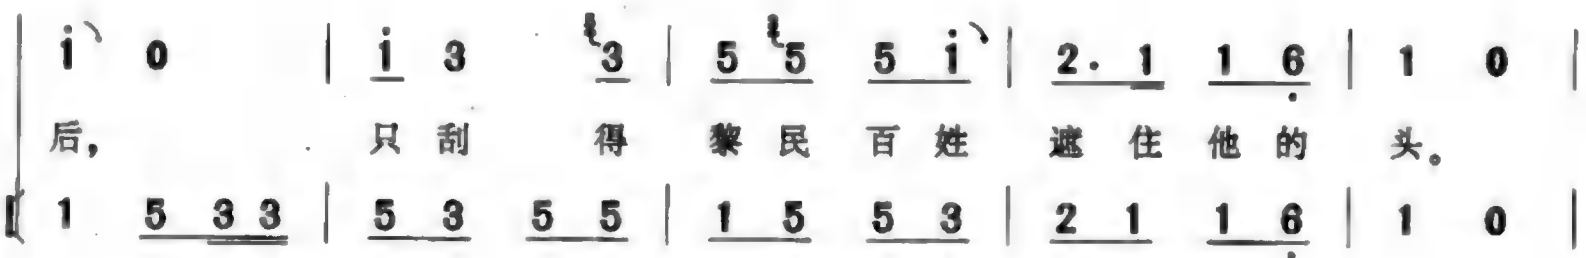 i 0 | i 3 3 | 5 5 5 i | 2. 1 1 6 | 1 0 |
后， 只刮 得 黎民百姓 遮住他的 头。
1 5 3 3 | 5 3 5 5 | 1 5 5 3 | 2 1 1 6 | 1 0 |